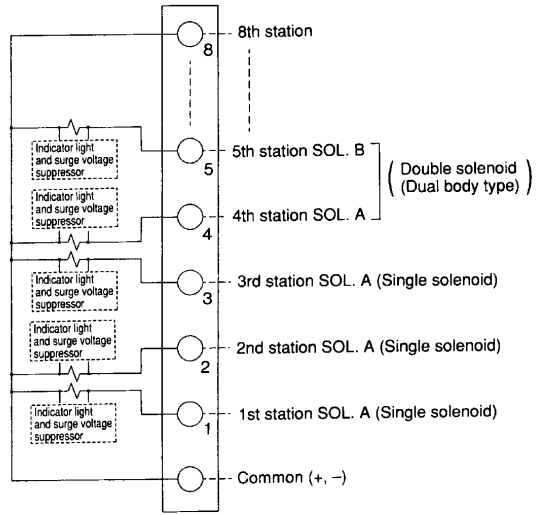 8 8th station
Indicator light
and surge voltage
suppressor
5 5th station SOL. B
Double solenoid
(Dual body type)
Indicator light
and surge voltage
suppressor
4 4th station SOL. A
Indicator light
and surge voltage
suppressor
3 3rd station SOL. A (Single solenoid)
Indicator light
and surge voltage
suppressor
2 2nd station SOL. A (Single solenoid)
Indicator light
and surge voltage
suppressor
1 1st station SOL. A (Single solenoid)
Common (+, −)